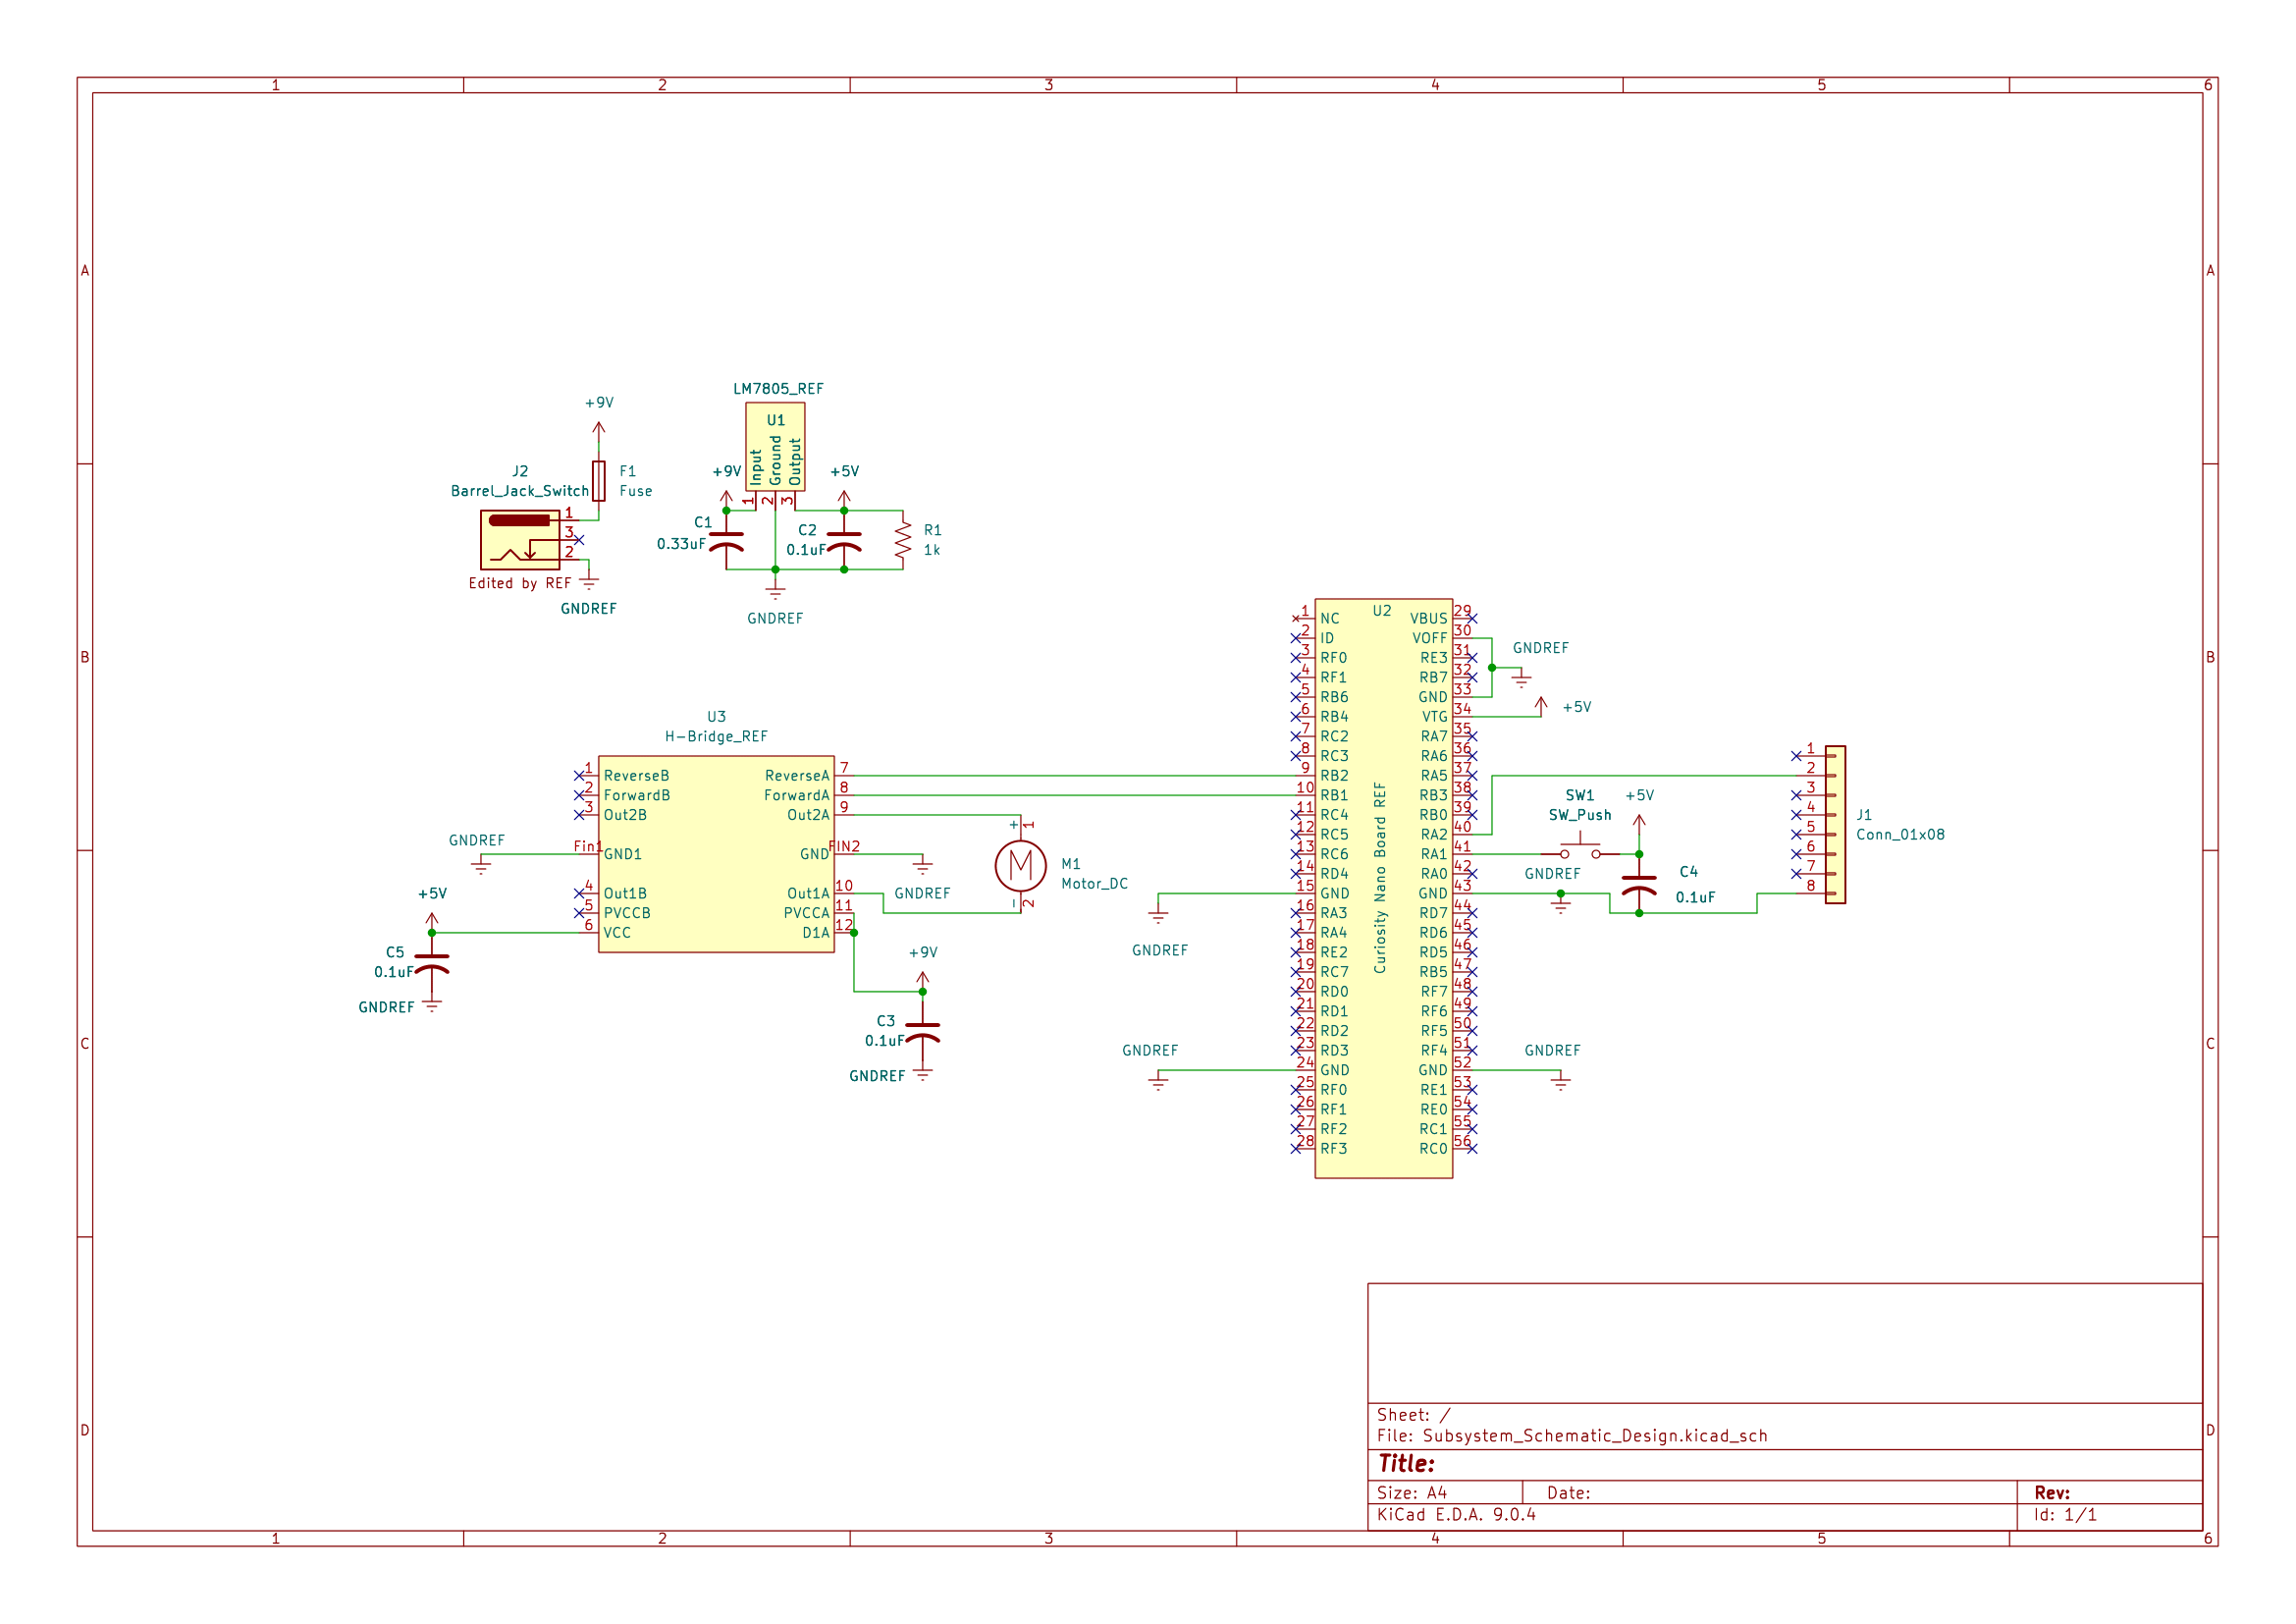 1 2 3 4 5 6
A A
LM7805_REF
+9V
U1
Input Ground Output
J2
Barrel_Jack_Switch
F1
Fuse
+9V
+5V
1 2 3
1
3
2
C1
0.33uF
C2
0.1uF
R1
1k
Edited by REF
GNDREF
GNDREF
B B
U2
Curiosity Nano Board REF
1 NC VBUS 29
2 ID VOFF 30
3 RF0 RE3 31
4 RF1 RB7 32
5 RB6 GND 33
6 RB4 VTG 34
7 RC2 RA7 35
8 RC3 RA6 36
9 RB2 RA5 37
10 RB1 RB3 38
11 RC4 RB0 39
12 RC5 RA2 40
13 RC6 RA1 41
14 RD4 RA0 42
15 GND GND 43
16 RA3 RD7 44
17 RA4 RD6 45
18 RE2 RD5 46
19 RC7 RB5 47
20 RD0 RF7 48
21 RD1 RF6 49
22 RD2 RF5 50
23 RD3 RF4 51
24 GND GND 52
25 RF0 RE1 53
26 RF1 RE0 54
27 RF2 RC1 55
28 RF3 RC0 56
GNDREF
+5V
U3
H-Bridge_REF
1 ReverseB ReverseA 7
2 ForwardB ForwardA 8
3 Out2B Out2A 9
Fin1 GND1 GND FIN2
4 Out1B Out1A 10
5 PVCCB PVCCA 11
6 VCC D1A 12
GNDREF
GNDREF
+ 1
M
- 2
M1
Motor_DC
SW1
SW_Push
+5V
GNDREF
C4
0.1uF
1
2
3
4
5
6
7
8
J1
Conn_01x08
+5V
C5
0.1uF
GNDREF
+9V
C3
0.1uF
GNDREF
GNDREF
GNDREF
GNDREF
C C
Sheet: /
File: Subsystem_Schematic_Design.kicad_sch
D D
Title:
Size: A4 Date: Rev:
KiCad E.D.A. 9.0.4 Id: 1/1
1 2 3 4 5 6